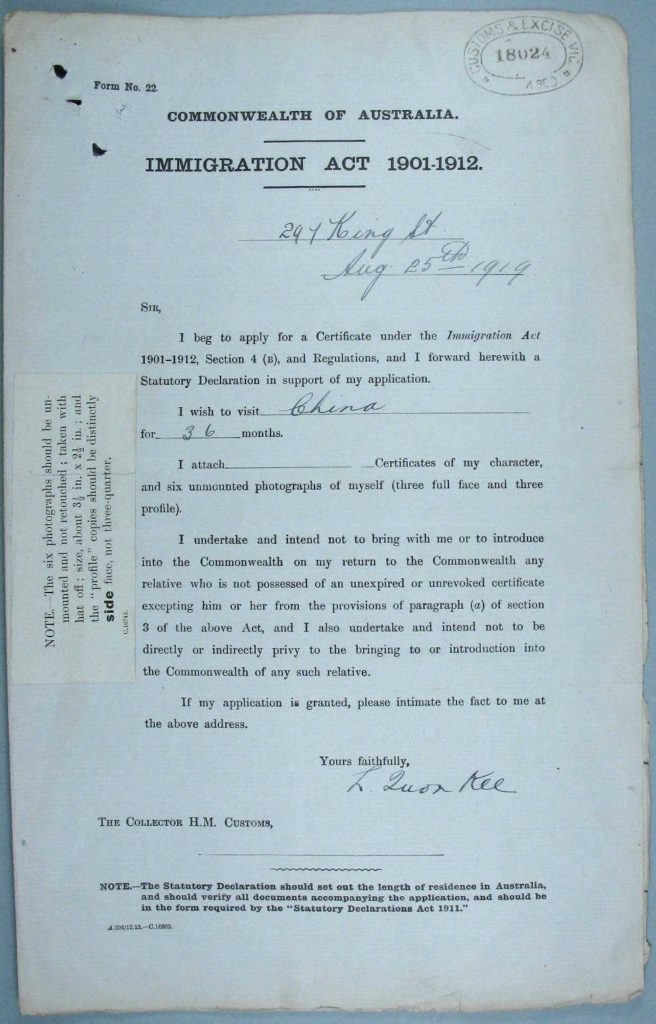 CUSTOMS & EXCISE VIC
18024
Form No. 22.
COMMONWEALTH OF AUSTRALIA.
IMMIGRATION ACT 1901-1912.
297 King St
Aug. 25th 1919
SIR,
I beg to apply for a Certificate under the Immigration Act
1901-1912, Section 4 (B), and Regulations, and I forward herewith a
Statutory Declaration in support of my application.
I wish to visit China
for 36 months.
I attach Certificates of my character,
and six unmounted photographs of myself (three full face and three
profile).
I undertake and intend not to bring with me or to introduce
into the Commonwealth on my return to the Commonwealth any
relative who is not possessed of an unexpired or unrevoked certificate
excepting him or her from the provisions of paragraph (a) of section
3 of the above Act, and I also undertake and intend not to be
directly or indirectly privy to the bringing to or introduction into
the Commonwealth of any such relative.
If my application is granted, please intimate the fact to me at
the above address.
Yours faithfully,
L. Quon Kee
THE COLLECTOR H.M. CUSTOMS,
NOTE.—The Statutory Declaration should set out the length of residence in Australia,
and should verify all documents accompanying the application, and should be
in the form required by the "Statutory Declarations Act 1911."
NOTE.—The six photographs should be un-
mounted and not retouched; taken with
hat off; size, about 3½ in. x 2½ in.; and
the "profile" copies should be distinctly
side face, not three-quarter.